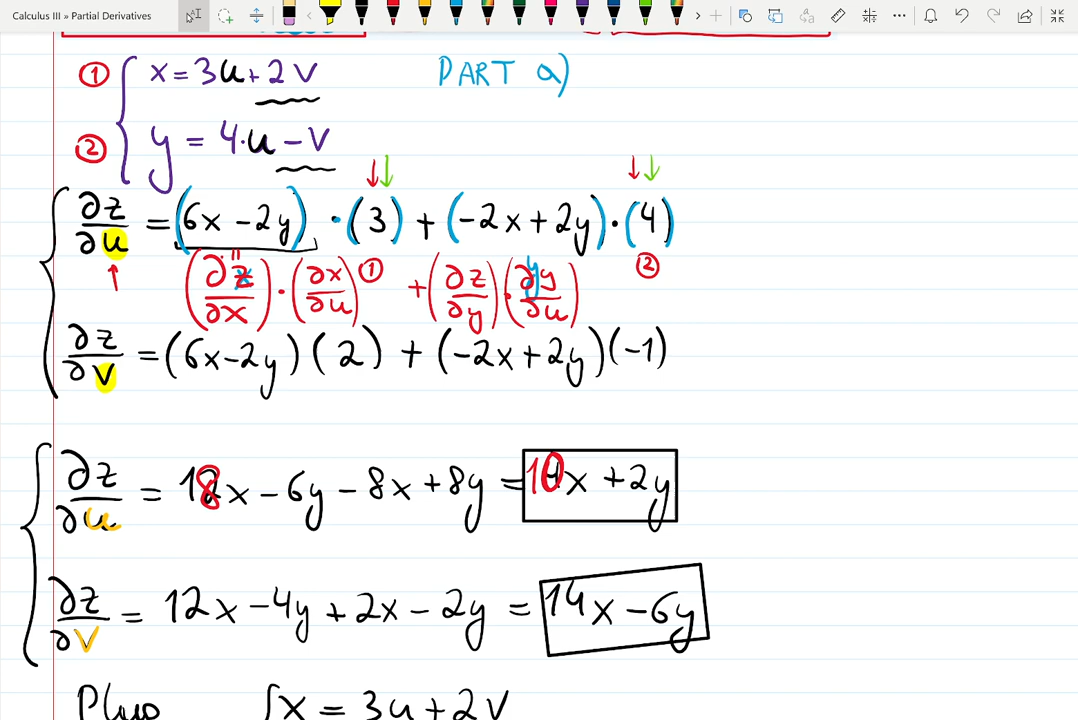 Calculus III » Partial Derivatives
① { x = 3u + 2v
PART a)
② { y = 4·u − v
∂z/∂u = (6x − 2y) · (3) + (−2x + 2y) · (4)
(∂z/∂x) · (∂x/∂u) ① + (∂z/∂y) · (∂y/∂u) ②
∂z/∂v = (6x − 2y)(2) + (−2x + 2y)(−1)
∂z/∂u = 18x − 6y − 8x + 8y = 10x + 2y
∂z/∂v = 12x − 4y + 2x − 2y = 14x − 6y
x = 3u + 2v